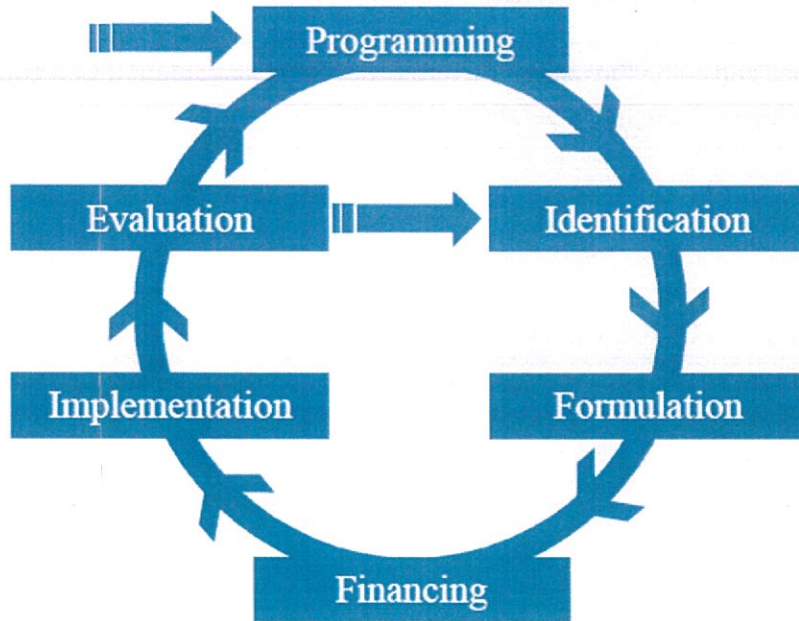 Programming
Evaluation
Identification
Implementation
Formulation
Financing